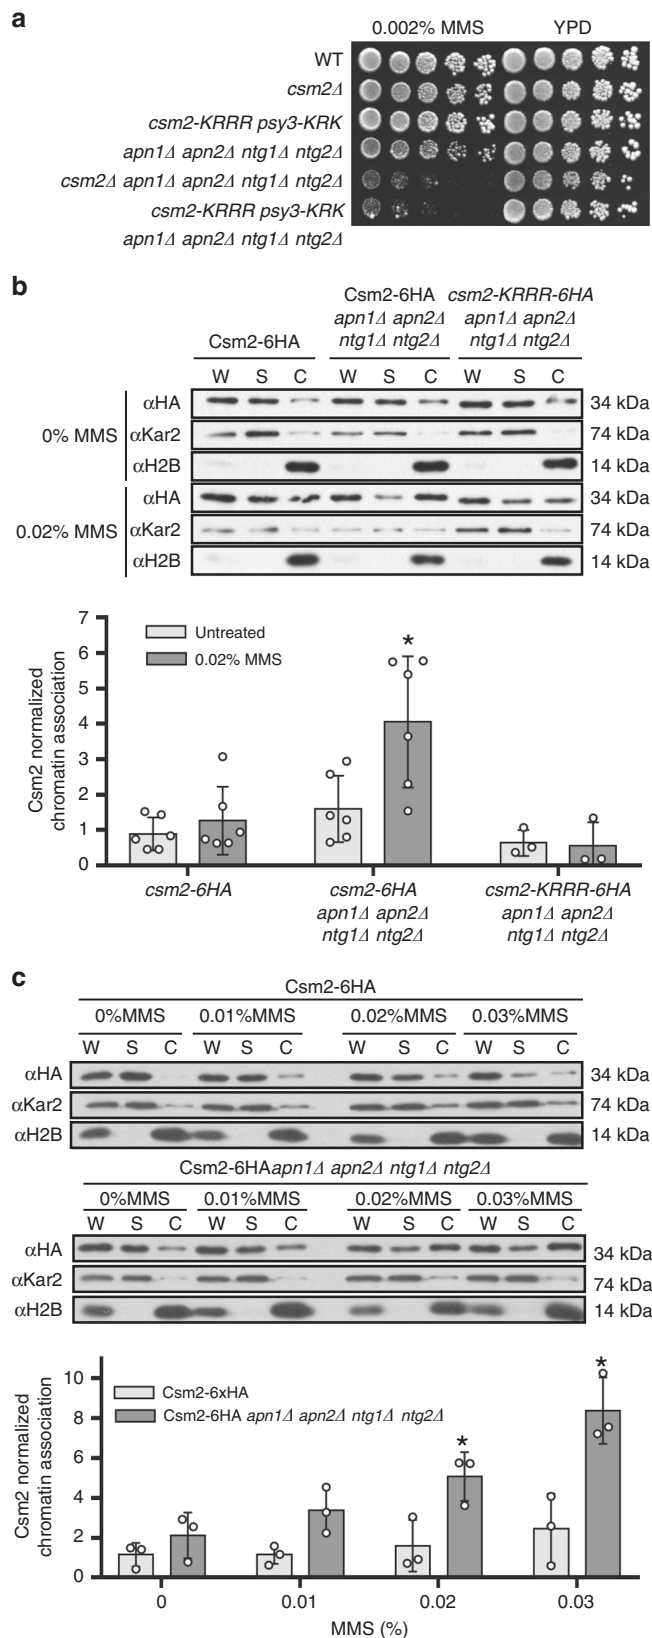 a
0.002% MMS YPD
WT
csm2Δ
csm2-KRRR psy3-KRK
apn1Δ apn2Δ ntg1Δ ntg2Δ
csm2Δ apn1Δ apn2Δ ntg1Δ ntg2Δ
csm2-KRRR psy3-KRK
apn1Δ apn2Δ ntg1Δ ntg2Δ
b
Csm2-6HA
Csm2-6HA
apn1Δ apn2Δ
ntg1Δ ntg2Δ
csm2-KRRR-6HA
apn1Δ apn2Δ
ntg1Δ ntg2Δ
W S C W S C W S C
0% MMS
αHA 34 kDa
αKar2 74 kDa
αH2B 14 kDa
0.02% MMS
αHA 34 kDa
αKar2 74 kDa
αH2B 14 kDa
Csm2 normalized
chromatin association
7
6
5
4
3
2
1
0
Untreated
0.02% MMS
*
csm2-6HA
csm2-6HA
apn1Δ apn2Δ
ntg1Δ ntg2Δ
csm2-KRRR-6HA
apn1Δ apn2Δ
ntg1Δ ntg2Δ
c
Csm2-6HA
0%MMS 0.01%MMS 0.02%MMS 0.03%MMS
W S C W S C W S C W S C
αHA 34 kDa
αKar2 74 kDa
αH2B 14 kDa
Csm2-6HAapn1Δ apn2Δ ntg1Δ ntg2Δ
0%MMS 0.01%MMS 0.02%MMS 0.03%MMS
W S C W S C W S C W S C
αHA 34 kDa
αKar2 74 kDa
αH2B 14 kDa
Csm2 normalized
chromatin association
10
8
6
4
2
0
Csm2-6xHA
Csm2-6HA apn1Δ apn2Δ ntg1Δ ntg2Δ
* *
0 0.01 0.02 0.03
MMS (%)